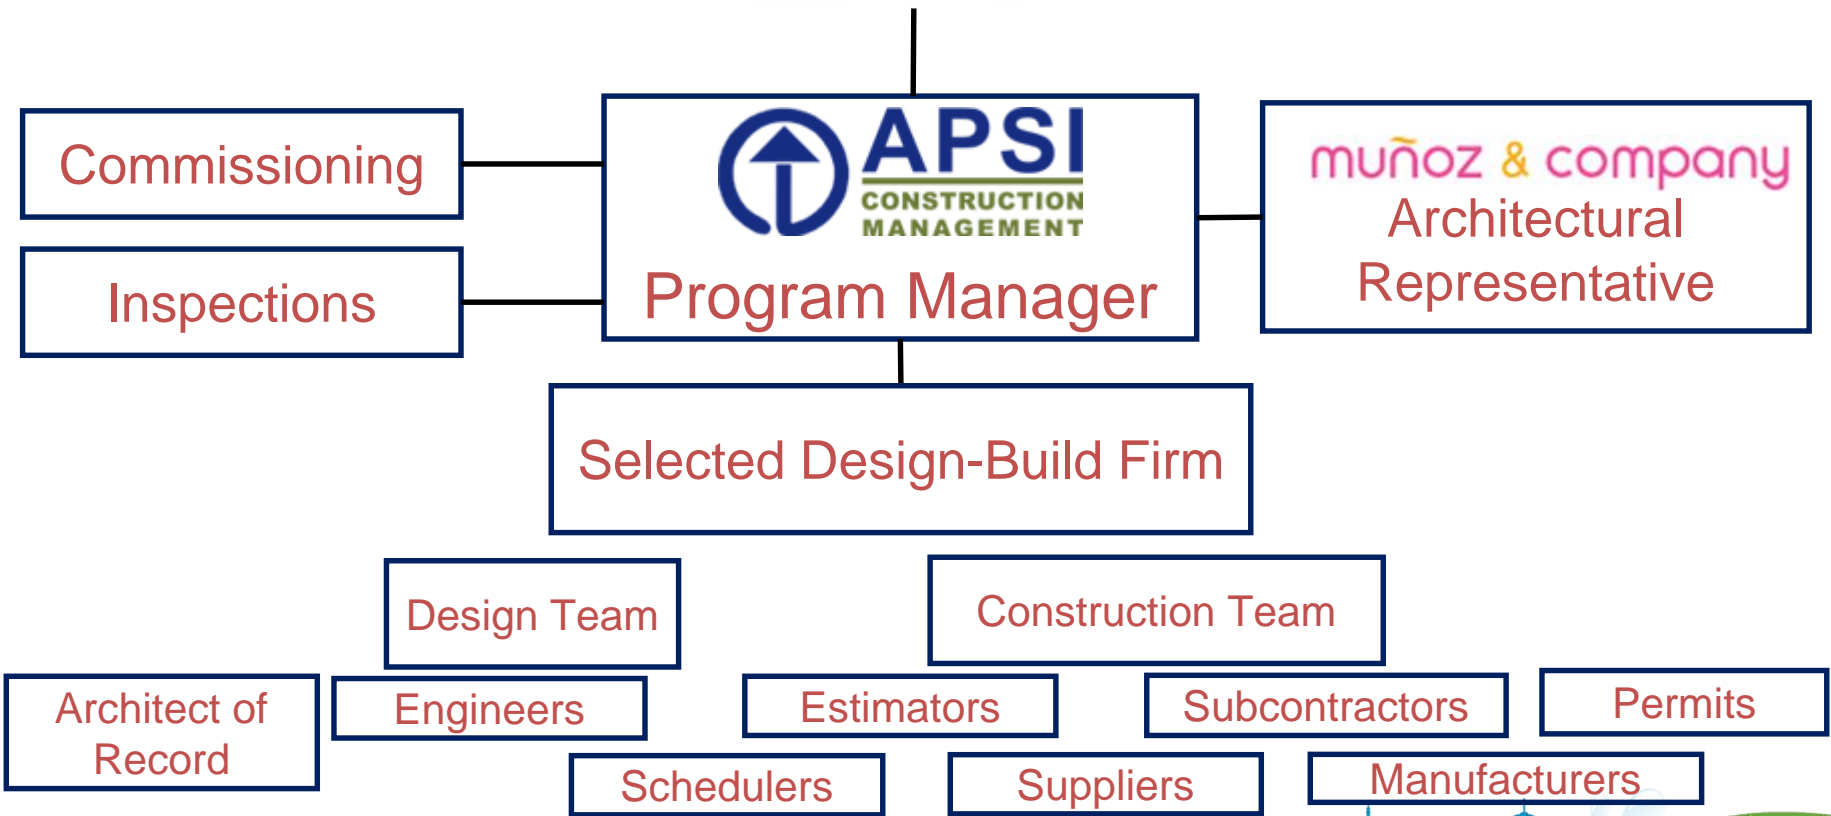 Commissioning
Inspections
APSI
CONSTRUCTION
MANAGEMENT
Program Manager
muñoz & company
Architectural
Representative
Selected Design-Build Firm
Design Team
Construction Team
Architect of
Record
Engineers
Estimators
Subcontractors
Permits
Schedulers
Suppliers
Manufacturers